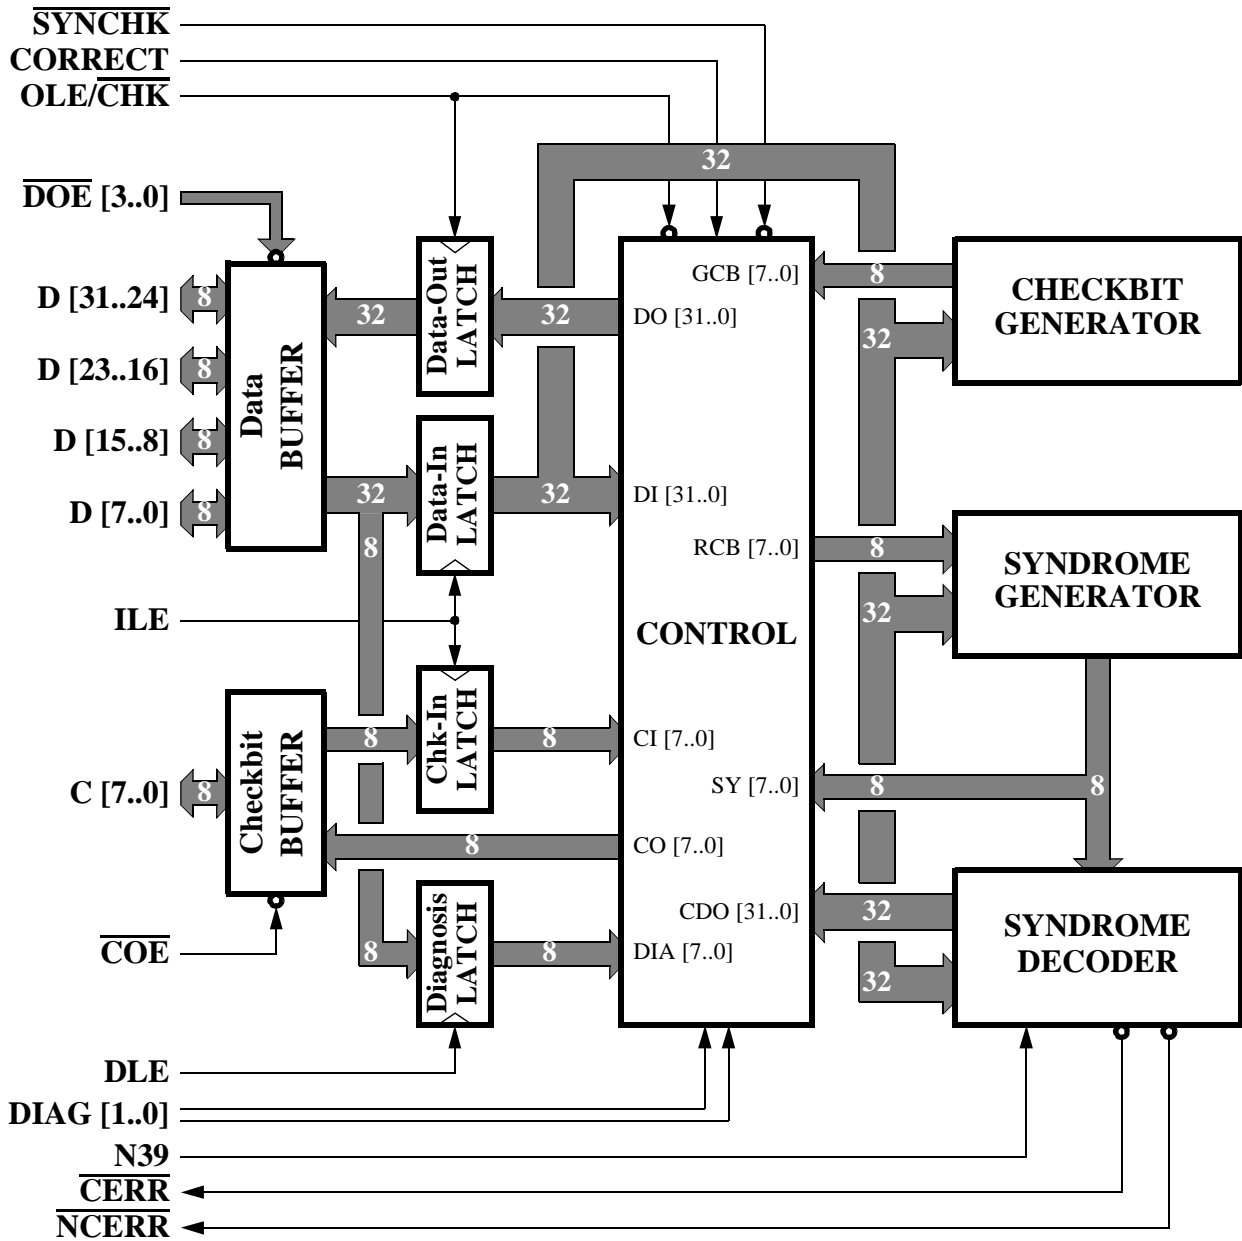 SYNCHK
CORRECT
OLE/CHK
32
DOE [3..0]
D [31..24]
8
D [23..16]
8
D [15..8]
8
D [7..0]
8
Data
BUFFER
32
Data-Out
LATCH
32
32
Data-In
LATCH
32
8
ILE
GCB [7..0]
DO [31..0]
DI [31..0]
RCB [7..0]
CONTROL
CI [7..0]
SY [7..0]
CO [7..0]
CDO [31..0]
DIA [7..0]
8
CHECKBIT
GENERATOR
32
8
SYNDROME
GENERATOR
32
8
8
32
SYNDROME
DECODER
32
C [7..0]
8
Checkbit
BUFFER
8
Chk-In
LATCH
8
8
COE
8
Diagnosis
LATCH
8
DLE
DIAG [1..0]
N39
CERR
NCERR